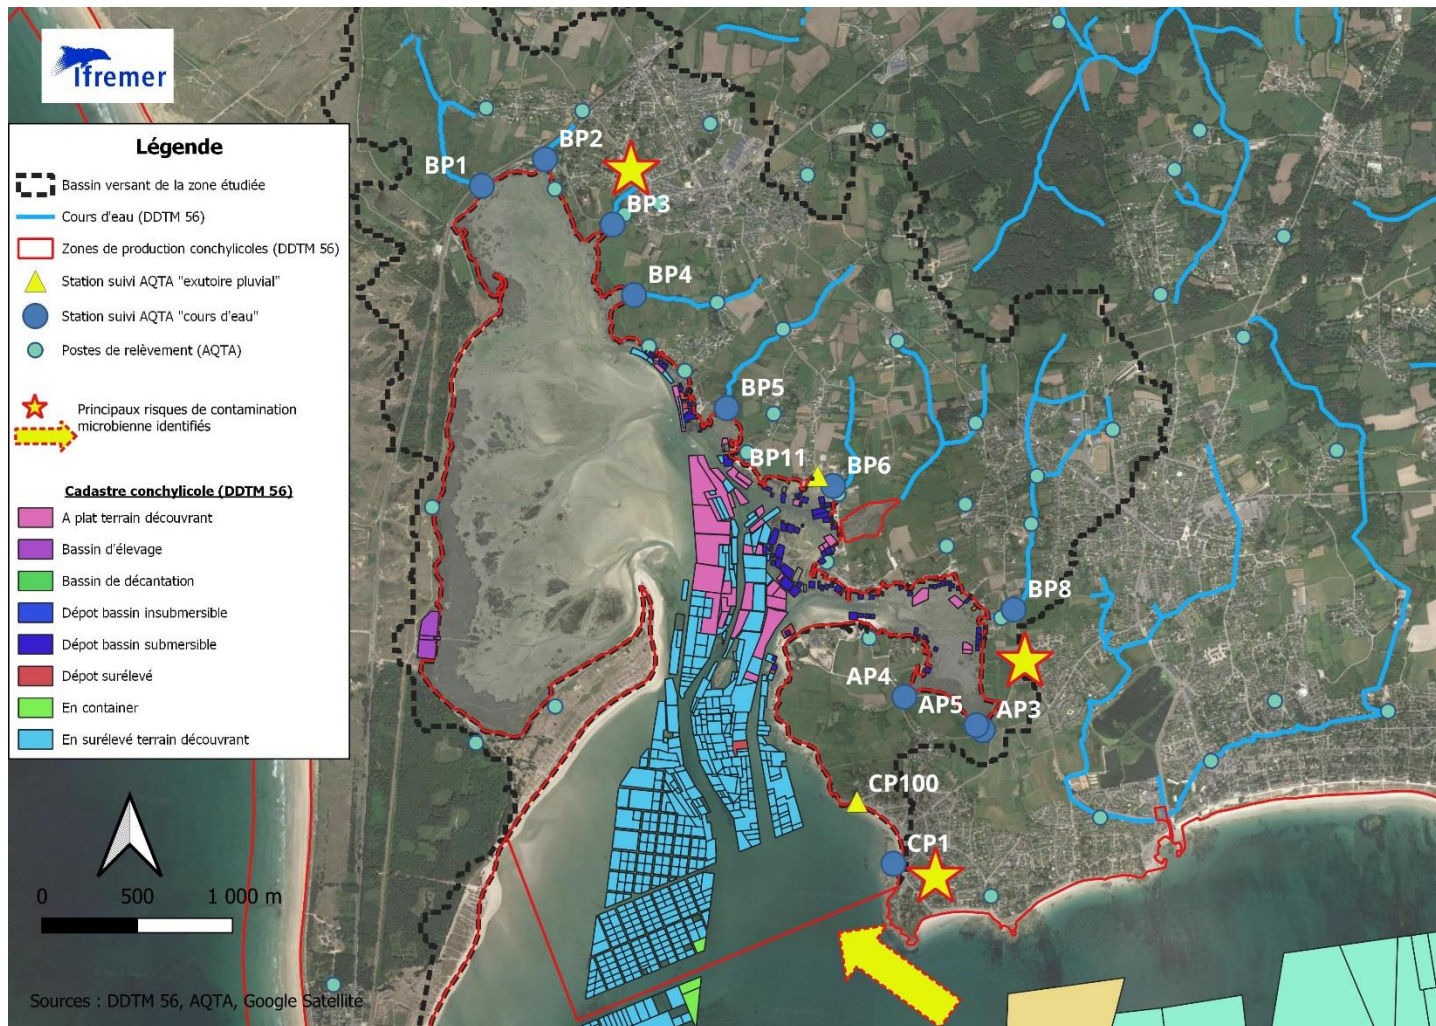 Ifremer
Légende
Bassin versant de la zone étudiée
Cours d'eau (DDTM 56)
Zones de production conchylicoles (DDTM 56)
Station suivi AQTA "exutoire pluvial"
Station suivi AQTA "cours d'eau"
Postes de relèvement (AQTA)
Principaux risques de contamination
microbienne identifiés
Cadastre conchylicole (DDTM 56)
A plat terrain découvrant
Bassin d'élevage
Bassin de décantation
Dépot bassin insubmersible
Dépot bassin submersible
Dépot surélevé
En container
En surélevé terrain découvrant
0 500 1 000 m
Sources : DDTM 56, AQTA, Google Satellite
BP1
BP2
BP3
BP4
BP5
BP11
BP6
BP8
AP4
AP5
AP3
CP100
CP1